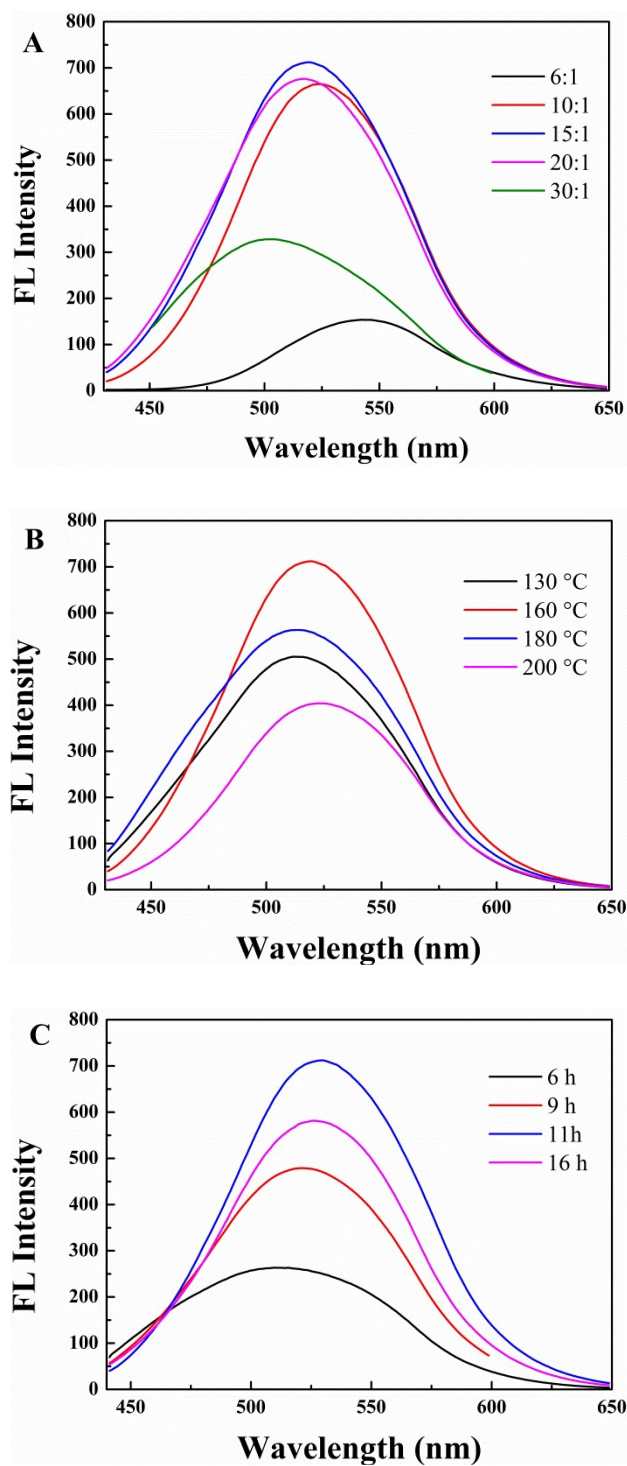 A
800
700
600
500
400
300
200
100
0
FL Intensity
6:1
10:1
15:1
20:1
30:1
450 500 550 600 650
Wavelength (nm)
B
800
700
600
500
400
300
200
100
0
FL Intensity
130 °C
160 °C
180 °C
200 °C
450 500 550 600 650
Wavelength (nm)
C
800
700
600
500
400
300
200
100
0
FL Intensity
6 h
9 h
11h
16 h
450 500 550 600 650
Wavelength (nm)